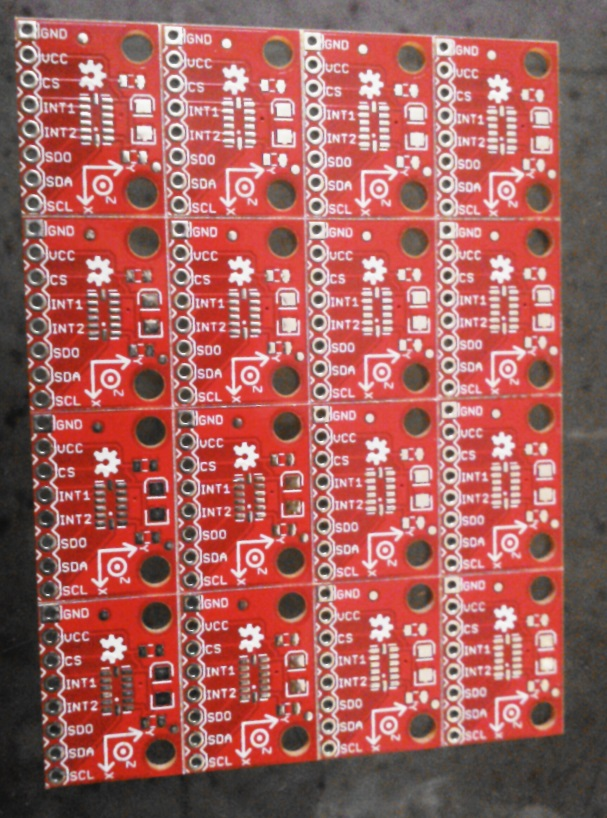 GND GND GND GND
VCC VCC VCC VCC
CS CS CS CS
INT1 INT1 INT1 INT1
INT2 INT2 INT2 INT2
SDO SDO SDO SDO
Y Y Y Y
SDA Z SDA Z SDA Z SDA Z
SCL X SCL X SCL X SCL X
GND GND GND GND
VCC VCC VCC VCC
CS CS CS CS
INT1 INT1 INT1 INT1
INT2 INT2 INT2 INT2
SDO SDO SDO SDO
Y Y Y Y
SDA Z SDA Z SDA Z SDA Z
SCL X SCL X SCL X SCL X
GND GND GND GND
VCC VCC VCC VCC
CS CS CS CS
INT1 INT1 INT1 INT1
INT2 INT2 INT2 INT2
SDO SDO SDO SDO
Y Y Y Y
SDA Z SDA Z SDA Z SDA Z
SCL X SCL X SCL X SCL X
GND GND GND GND
VCC VCC VCC VCC
CS CS CS CS
INT1 INT1 INT1 INT1
INT2 INT2 INT2 INT2
SDO SDO SDO SDO
Y Y Y Y
SDA Z SDA Z SDA Z SDA Z
SCL X SCL X SCL X SCL X